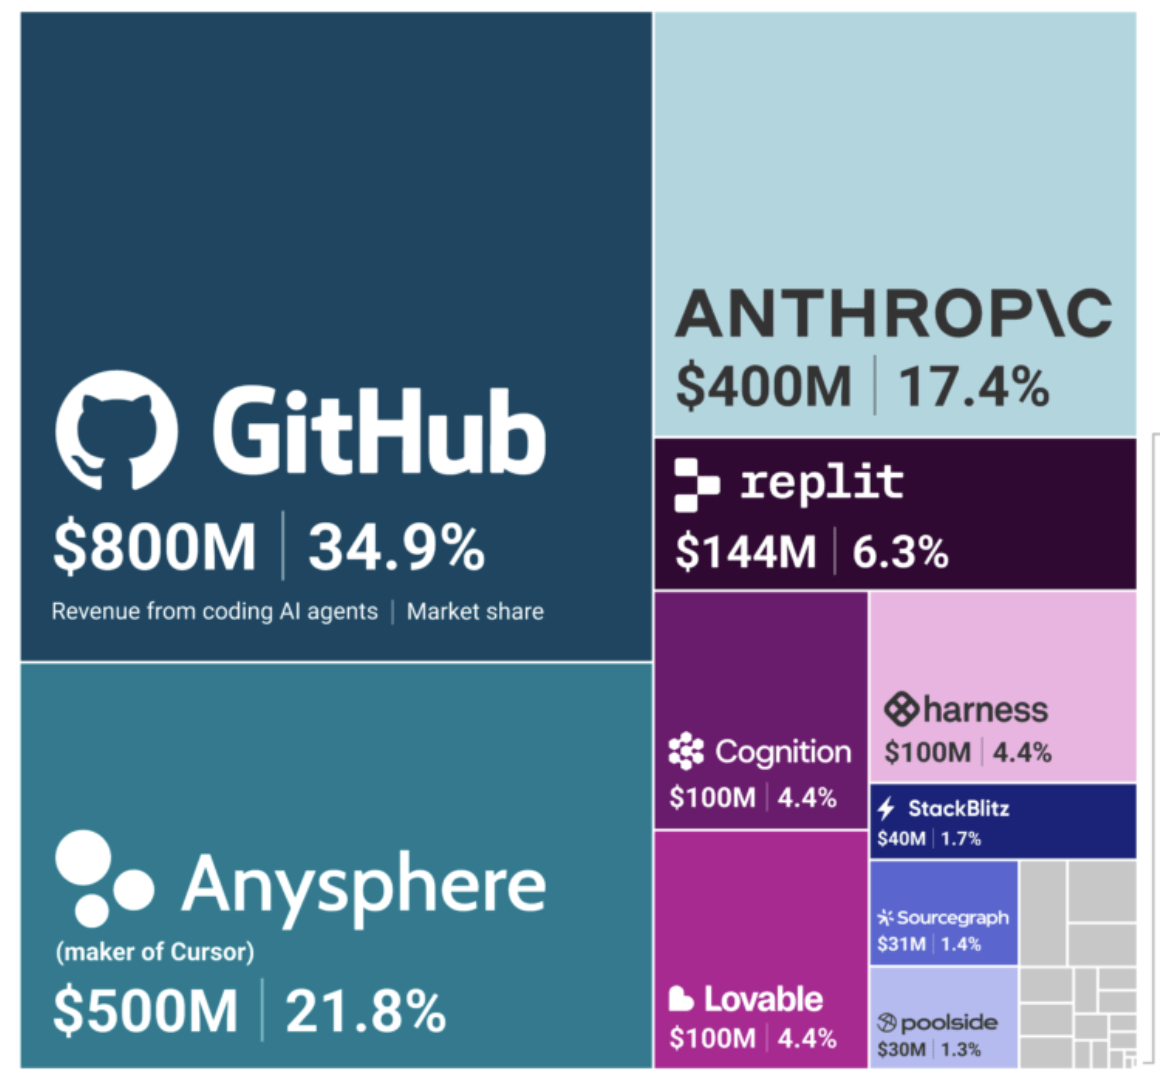 GitHub
$800M | 34.9%
Revenue from coding AI agents | Market share
Anysphere
(maker of Cursor)
$500M | 21.8%
ANTHROP\C
$400M | 17.4%
replit
$144M | 6.3%
Cognition
$100M | 4.4%
Lovable
$100M | 4.4%
harness
$100M | 4.4%
StackBlitz
$40M | 1.7%
Sourcegraph
$31M | 1.4%
poolside
$30M | 1.3%